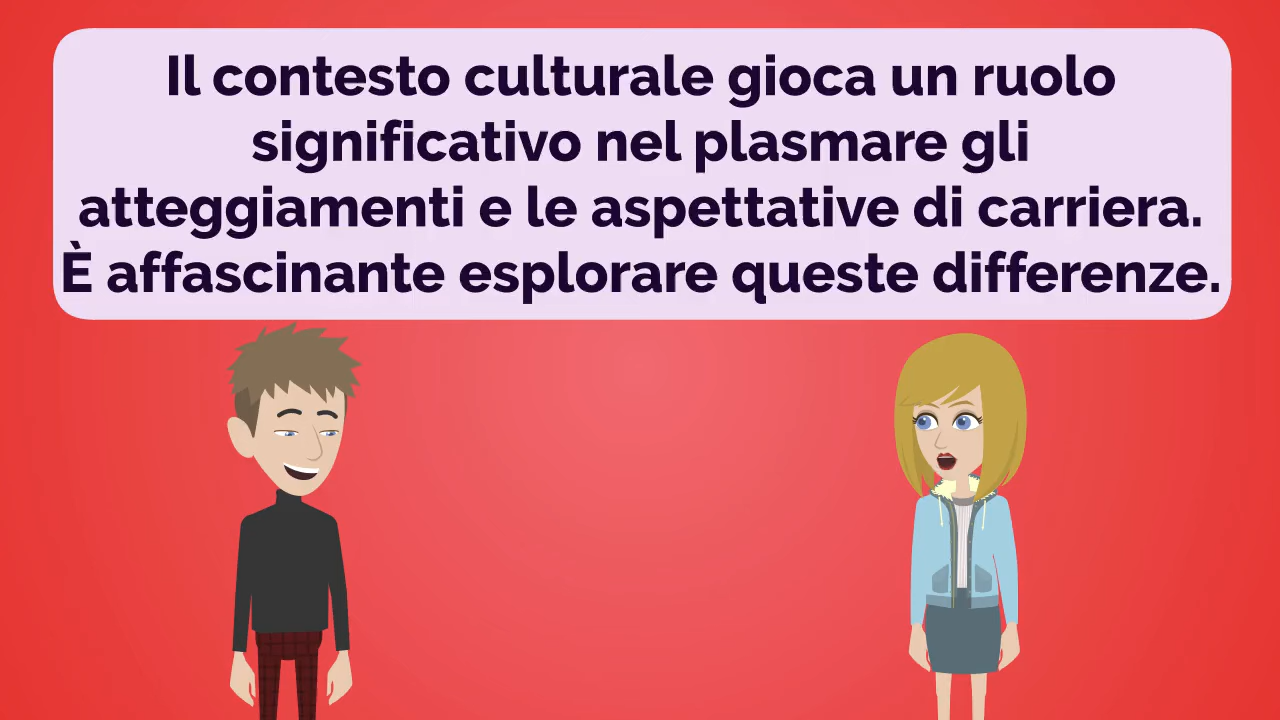 Il contesto culturale gioca un ruolo
significativo nel plasmare gli
atteggiamenti e le aspettative di carriera.
È affascinante esplorare queste differenze.